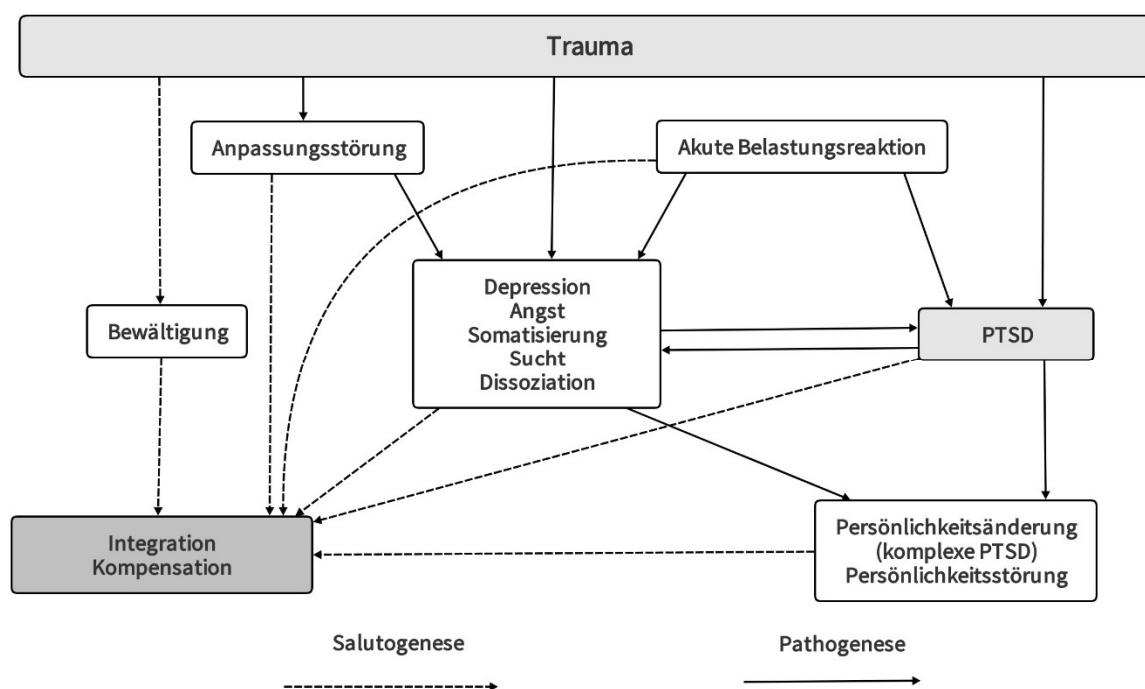 Trauma
Anpassungsstörung
Akute Belastungsreaktion
Depression
Angst
Somatisierung
Sucht
Dissoziation
Bewältigung
PTSD
Integration
Kompensation
Persönlichkeitsänderung
(komplexe PTSD)
Persönlichkeitsstörung
Salutogenese
Pathogenese